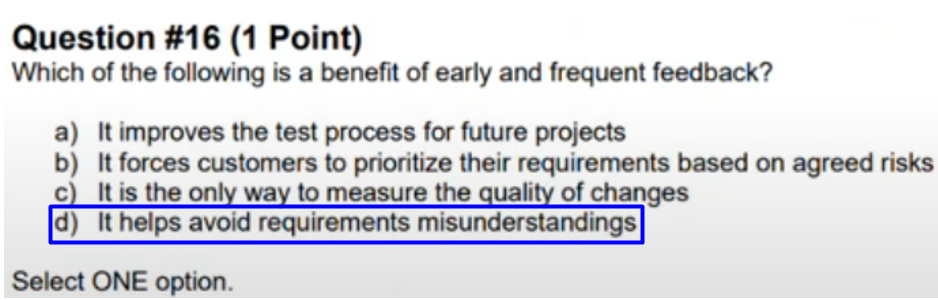 Question #16 (1 Point)
Which of the following is a benefit of early and frequent feedback?
a) It improves the test process for future projects
b) It forces customers to prioritize their requirements based on agreed risks
c) It is the only way to measure the quality of changes
d) It helps avoid requirements misunderstandings
Select ONE option.